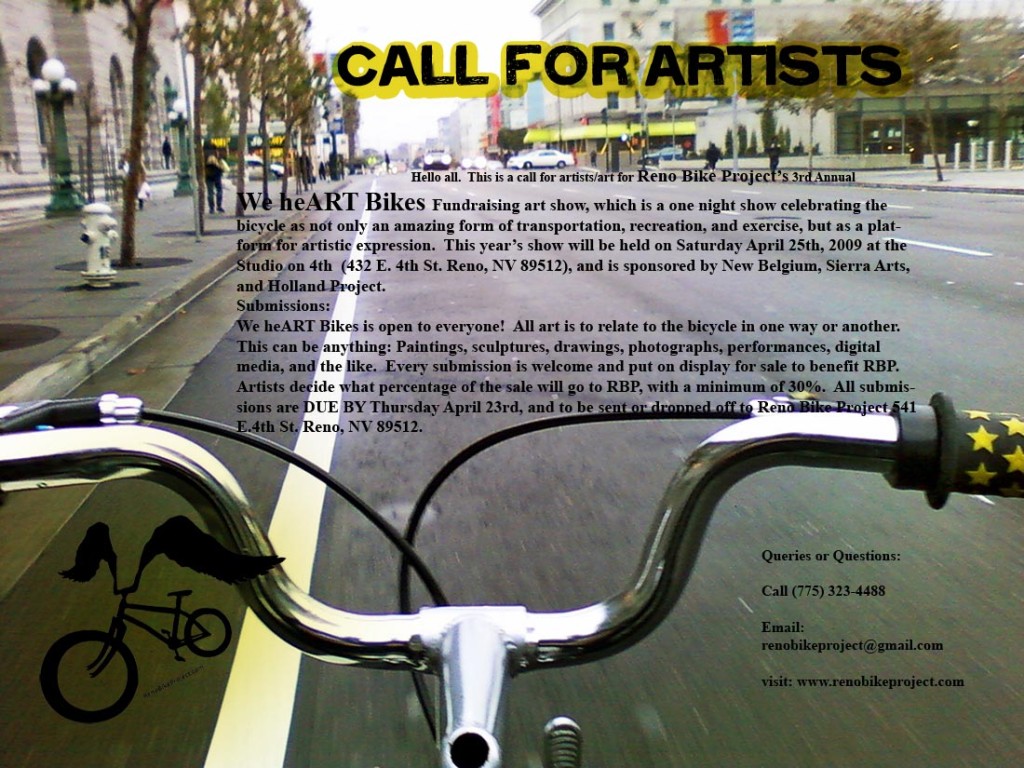 CALL FOR ARTISTS
Hello all. This is a call for artists/art for Reno Bike Project's 3rd Annual
We heART Bikes Fundraising art show, which is a one night show celebrating the
bicycle as not only an amazing form of transportation, recreation, and exercise, but as a plat-
form for artistic expression. This year's show will be held on Saturday April 25th, 2009 at the
Studio on 4th (432 E. 4th St. Reno, NV 89512), and is sponsored by New Belgium, Sierra Arts,
and Holland Project.
Submissions:
We heART Bikes is open to everyone! All art is to relate to the bicycle in one way or another.
This can be anything: Paintings, sculptures, drawings, photographs, performances, digital
media, and the like. Every submission is welcome and put on display for sale to benefit RBP.
Artists decide what percentage of the sale will go to RBP, with a minimum of 30%. All submis-
sions are DUE BY Thursday April 23rd, and to be sent or dropped off to Reno Bike Project 541
E.4th St. Reno, NV 89512.
Queries or Questions:
Call (775) 323-4488
Email:
renobikeproject@gmail.com
visit: www.renobikeproject.com